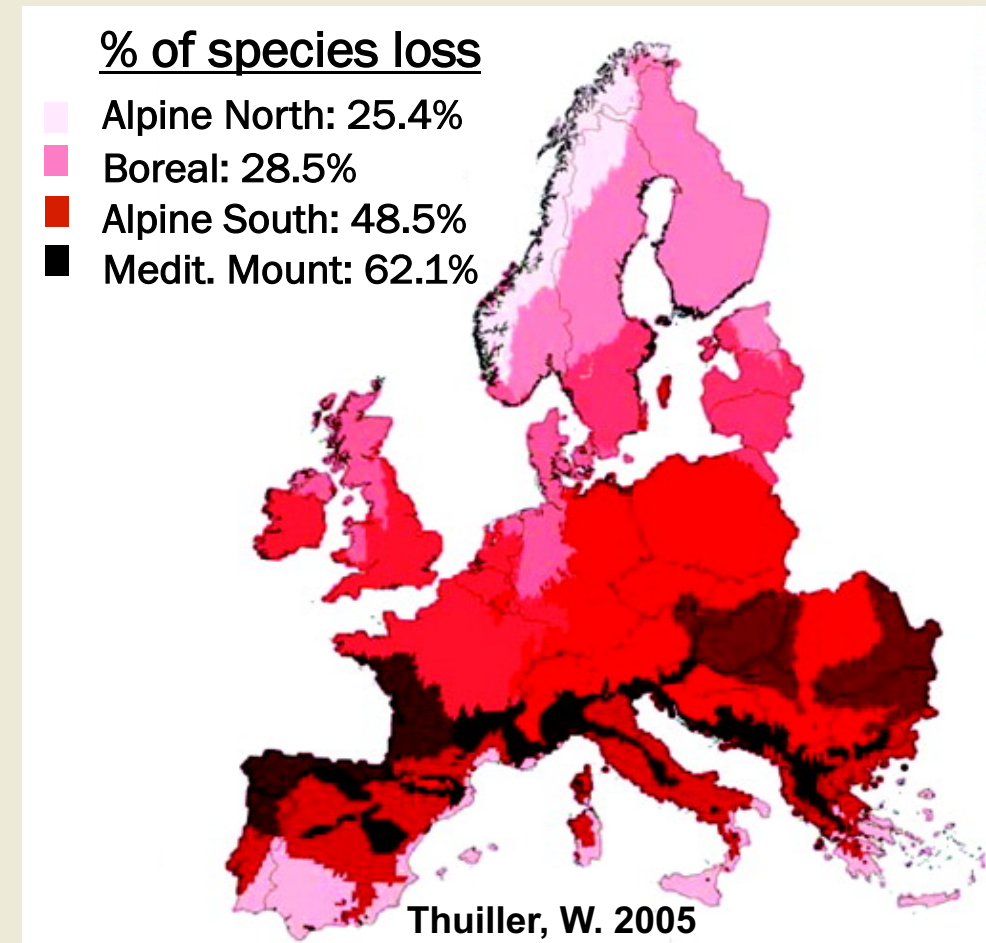 % of species loss
Alpine North: 25.4%
Boreal: 28.5%
Alpine South: 48.5%
Medit. Mount: 62.1%
Thuiller, W. 2005